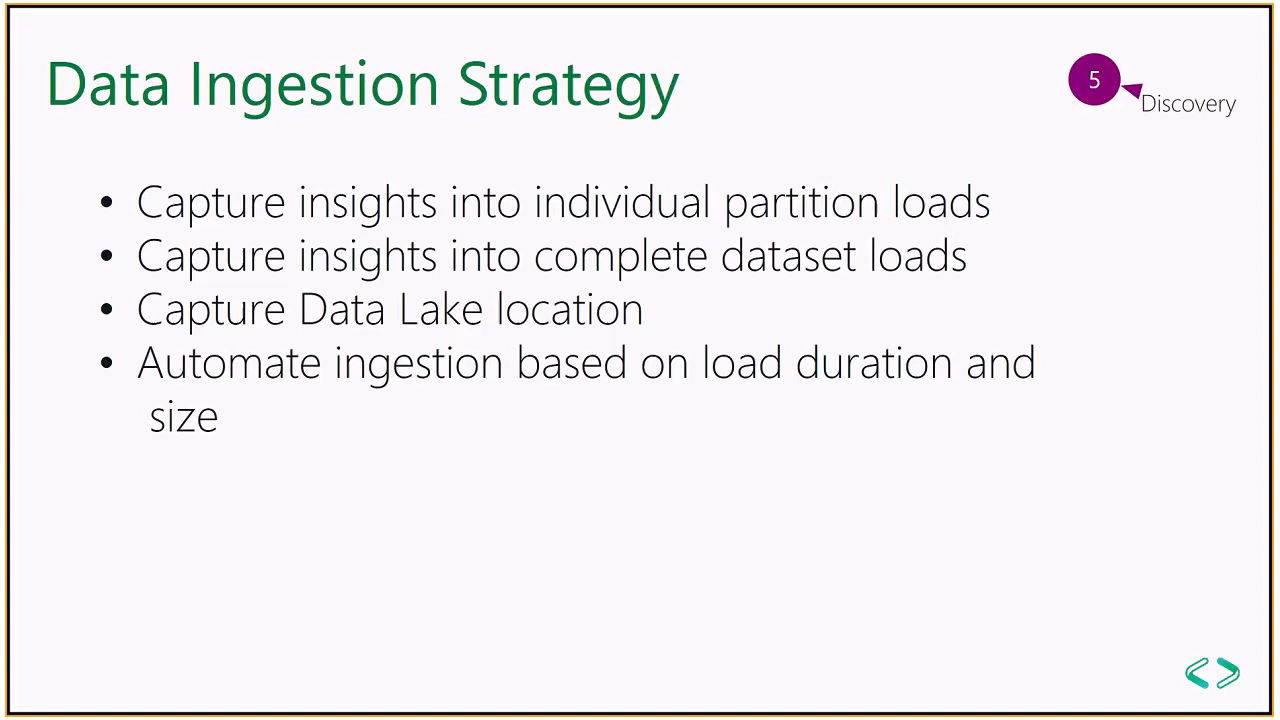 Data Ingestion Strategy
5
Discovery
• Capture insights into individual partition loads
• Capture insights into complete dataset loads
• Capture Data Lake location
• Automate ingestion based on load duration and
size